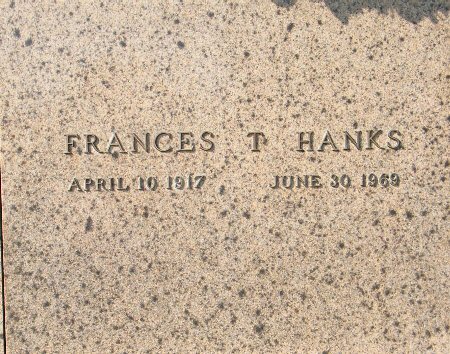 FRANCES T HANKS
APRIL 10 1917 JUNE 30 1969